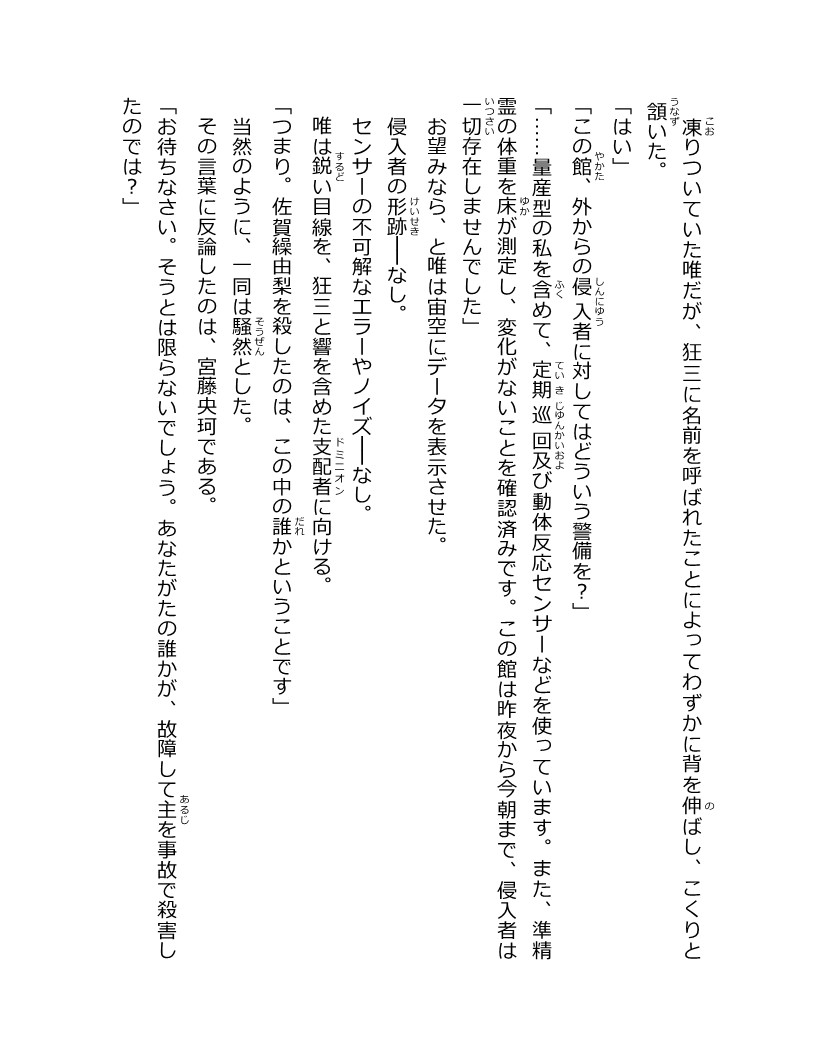 凍りついていた唯だが、狂三に名前を呼ばれたことによってわずかに背を伸ばし、こくりと
頷いた。
「はい」
「この館、外からの侵入者に対してはどういう警備を？」
「……量産型の私を含めて、定期巡回及び動体反応センサーなどを使っています。また、準精
霊の体重を床が測定し、変化がないことを確認済みです。この館は昨夜から今朝まで、侵入者は
一切存在しませんでした」
お望みなら、と唯は宙空にデータを表示させた。
侵入者の形跡――なし。
センサーの不可解なエラーやノイズ――なし。
唯は鋭い目線を、狂三と響を含めた支配者に向ける。
「つまり。佐賀繰由梨を殺したのは、この中の誰かということです」
当然のように、一同は騒然とした。
その言葉に反論したのは、宮藤央珂である。
「お待ちなさい。そうとは限らないでしょう。あなたがたの誰かが、故障して主を事故で殺害し
たのでは？」